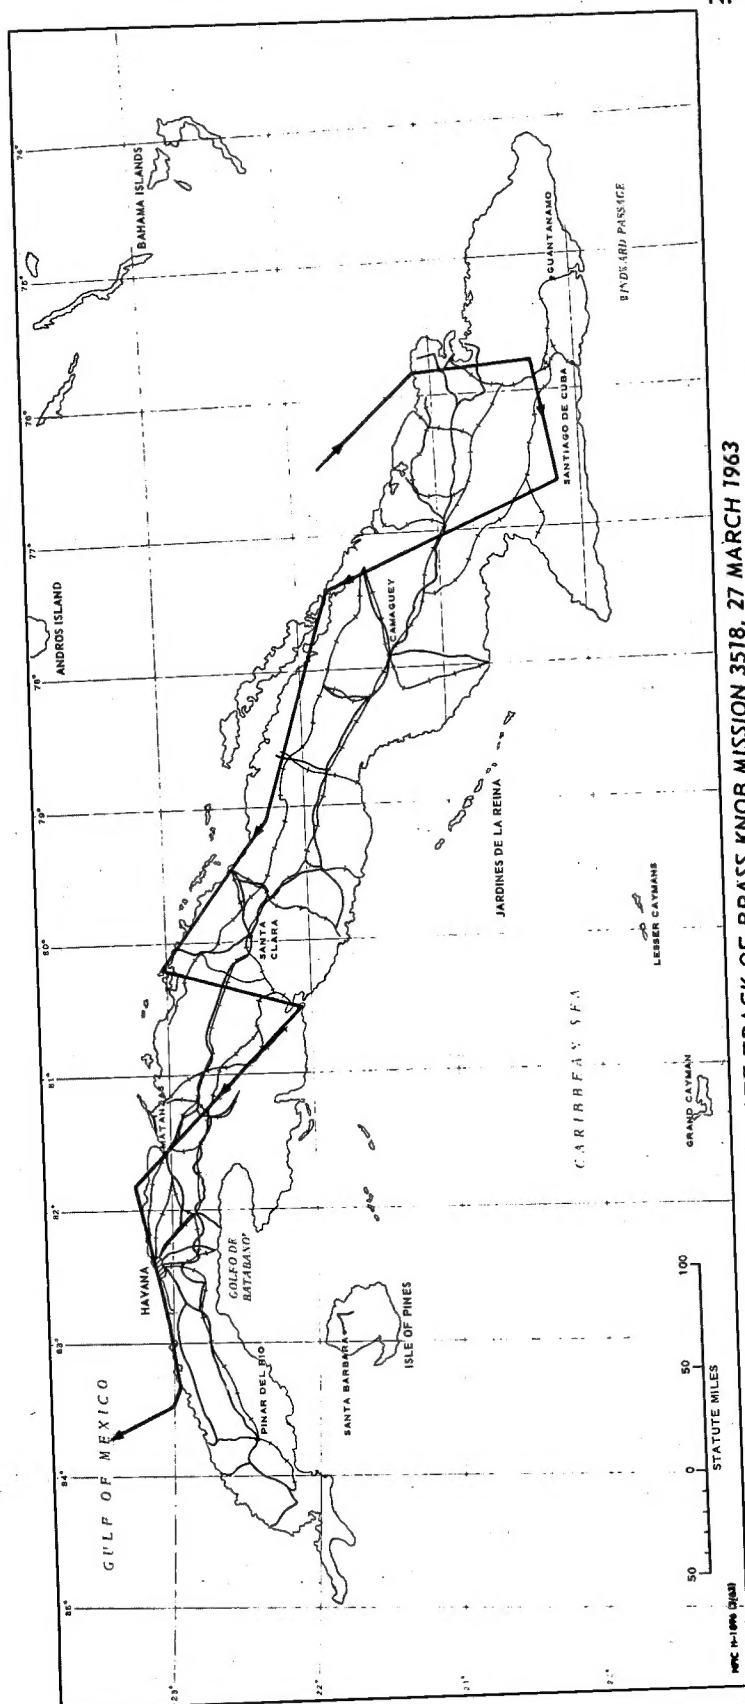 GULF OF MEXICO
HAVANA
MATANZAS
PINAR DEL RIO
GOLFO DE
BATABANO
SANTA BARBARA
ISLE OF PINES
SANTA
CLARA
CAMAGUEY
ANDROS ISLAND
BAHAMA ISLANDS
GUANTANAMO
SANTIAGO DE CUBA
WINDWARD PASSAGE
JARDINES DE LA REINA
CARIBBEAN SEA
LESSER CAYMANS
GRAND CAYMAN
85°
84°
83°
82°
81°
80°
79°
78°
77°
76°
75°
74°
23°
22°
21°
50
0
50
100
STATUTE MILES
TRACK OF BRASS KNOB MISSION 3518, 27 MARCH 1963